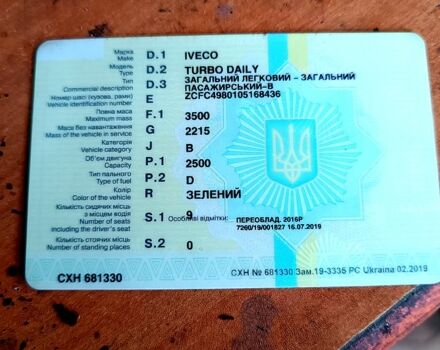 Марка D.1 IVECO
Make
Модель D.2 TURBO DAILY
Type
Тип D.3 ЗАГАЛЬНИЙ ЛЕГКОВИЙ - ЗАГАЛЬНИЙ
Commercial description ПАСАЖИРСЬКИЙ-B
Номер шасі (кузова, рами) E ZCFC4980105168436
Vehicle identification number
Повна маса F.1 3500
Maximum mass
Маса без навантаження G 2215
Mass of the vehicle in service
Категорія J B
Vehicle category
Об'єм двигуна P.1 2500
Capacity
Тип пального P.2 D
Type of fuel
Колір R ЗЕЛЕНИЙ
Color of the vehicle
Кількість сидячих місць
з місцем водія S.1 9
Number of seats Особливі відмітки: ПЕРЕОБЛАД. 2016Р
including the driver's seat 7260/19/001827 16.07.2019
Кількість стоячих місць S.2 0
Number of standing places
СХН 681330 СХН № 681330 Зам.19-3335 РС Ukraina 02.2019